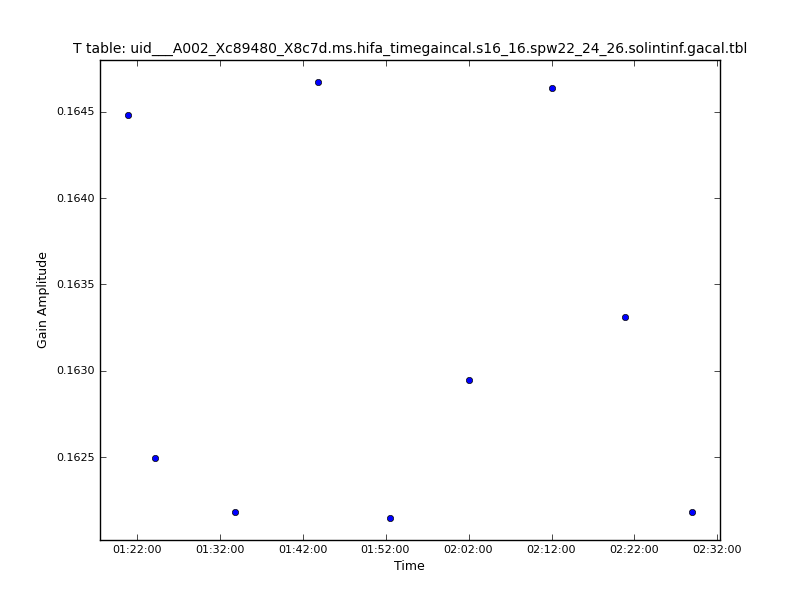 T table: uid___A002_Xc89480_X8c7d.ms.hifa_timegaincal.s16_16.spw22_24_26.solintinf.gacal.tbl
0.1645
0.1640
0.1635
0.1630
0.1625
Gain Amplitude
01:22:00 01:32:00 01:42:00 01:52:00 02:02:00 02:12:00 02:22:00 02:32:00
Time